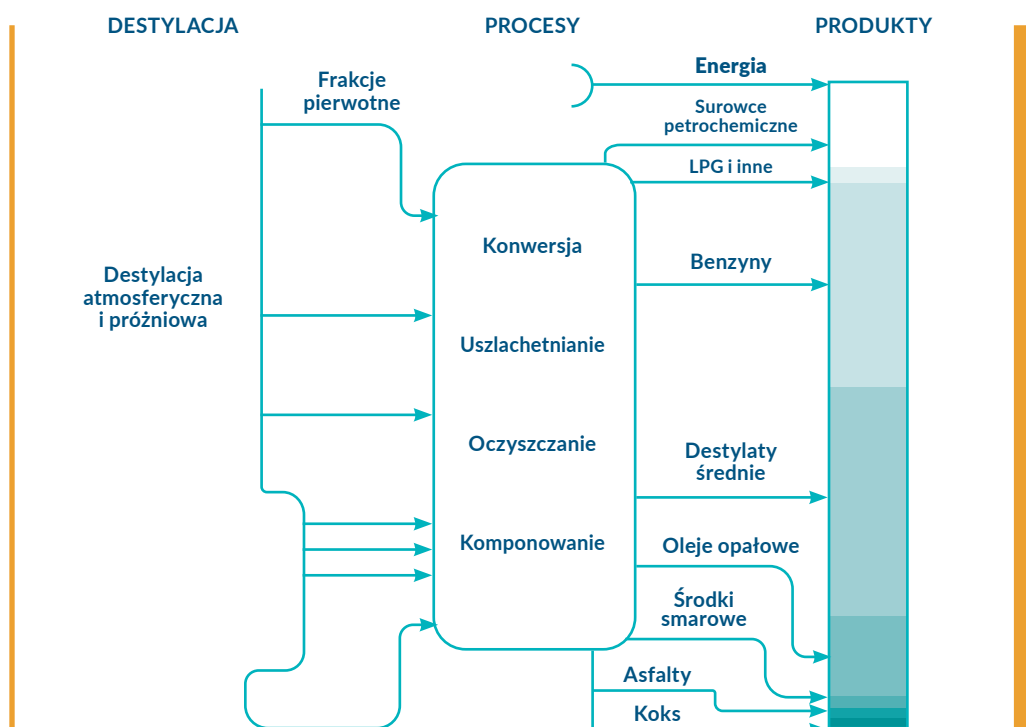 DESTYLACJA
PROCESY
PRODUKTY
Frakcje
pierwotne
Energia
Surowce
petrochemiczne
LPG i inne
Destylacja
atmosferyczna
i próżniowa
Konwersja
Uszlachetnianie
Oczyszczanie
Komponowanie
Benzyny
Destylaty
średnie
Oleje opałowe
Środki
smarowe
Asfalty
Koks